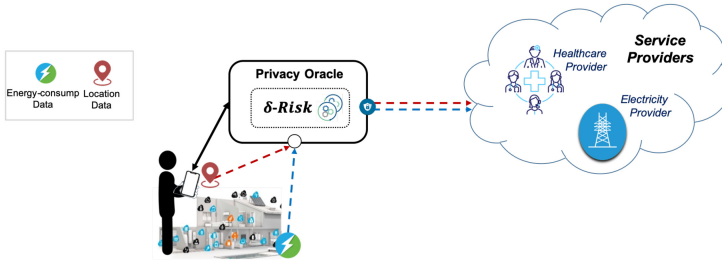 Energy-consump
Data
Location
Data
Privacy Oracle
δ-Risk
Healthcare
Provider
Service
Providers
Electricity
Provider